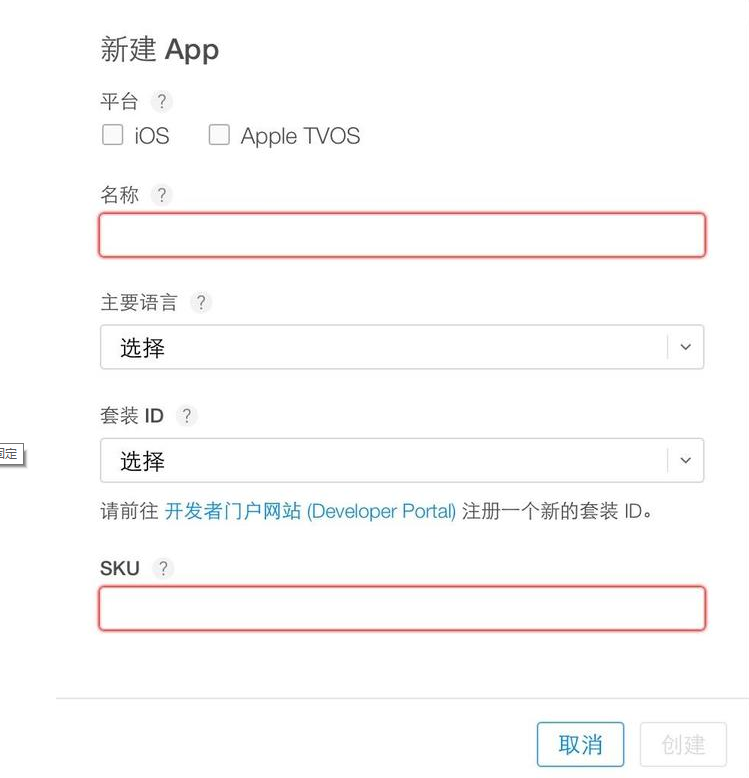 新建 App
平台 ?
iOS Apple TVOS
名称 ?
主要语言 ?
选择
套装 ID ?
固定
选择
请前往 开发者门户网站 (Developer Portal) 注册一个新的套装 ID。
SKU ?
取消 创建